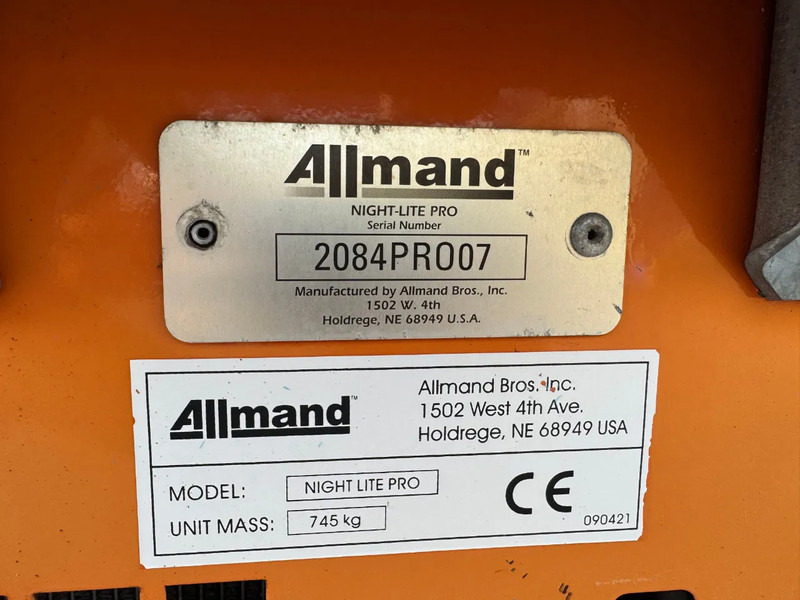 Allmand™
NIGHT-LITE PRO
Serial Number
2084PRO07
Manufactured by Allmand Bros., Inc.
1502 W. 4th
Holdrege, NE 68949 U.S.A.
Allmand™
Allmand Bros. Inc.
1502 West 4th Ave.
Holdrege, NE 68949 USA
MODEL: NIGHT LITE PRO
UNIT MASS: 745 kg
CE
090421